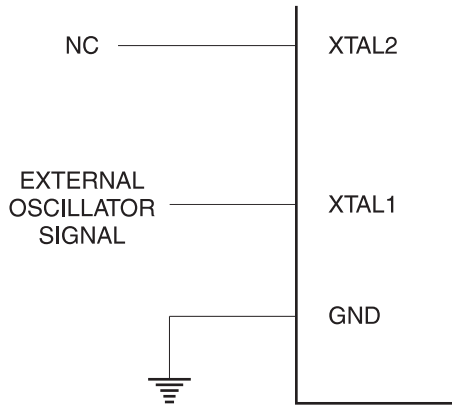 NC
XTAL2
EXTERNAL
OSCILLATOR
SIGNAL
XTAL1
GND